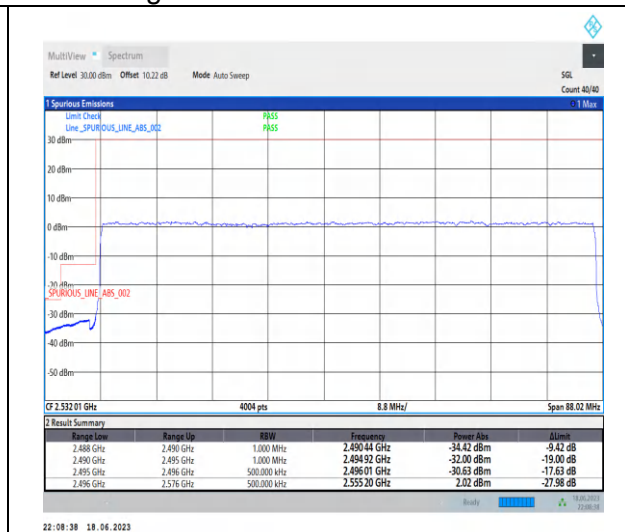 MultiView Spectrum
Ref Level 30.00 dBm Offset 10.22 dB Mode Auto Sweep SGL
Count 40/40
1 Spurious Emissions 1 Max
Limit Check PASS
Line _SPURIOUS_LINE_ABS_002 PASS
30 dBm
20 dBm
10 dBm
0 dBm
-10 dBm
-20 dBm
SPURIOUS_LINE_ABS_002
-30 dBm
-40 dBm
-50 dBm
CF 2.532 01 GHz 4004 pts 8.8 MHz/ Span 88.02 MHz
2 Result Summary
Range Low Range Up RBW Frequency Power Abs ΔLimit
2.488 GHz 2.490 GHz 1.000 MHz 2.490 44 GHz -34.42 dBm -9.42 dB
2.490 GHz 2.495 GHz 1.000 MHz 2.494 92 GHz -32.00 dBm -19.00 dB
2.495 GHz 2.496 GHz 500.000 kHz 2.496 01 GHz -30.63 dBm -17.63 dB
2.496 GHz 2.576 GHz 500.000 kHz 2.555 20 GHz 2.02 dBm -27.98 dB
Ready 18.06.2023
22:08:38
22:08:38 18.06.2023